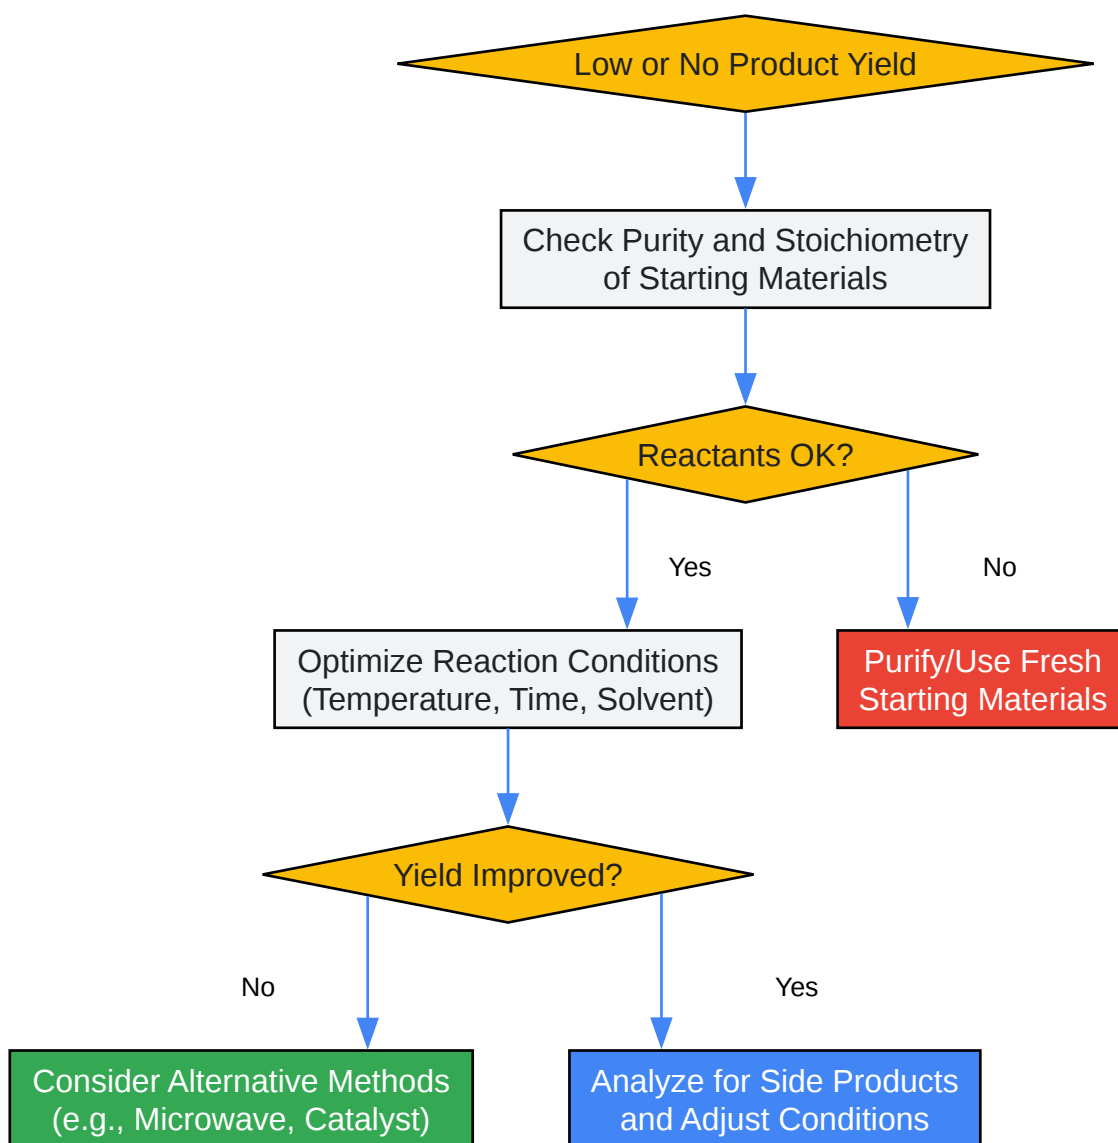 Low or No Product Yield
Check Purity and Stoichiometry
of Starting Materials
Reactants OK?
Yes
No
Optimize Reaction Conditions
(Temperature, Time, Solvent)
Purify/Use Fresh
Starting Materials
Yield Improved?
No
Yes
Consider Alternative Methods
(e.g., Microwave, Catalyst)
Analyze for Side Products
and Adjust Conditions